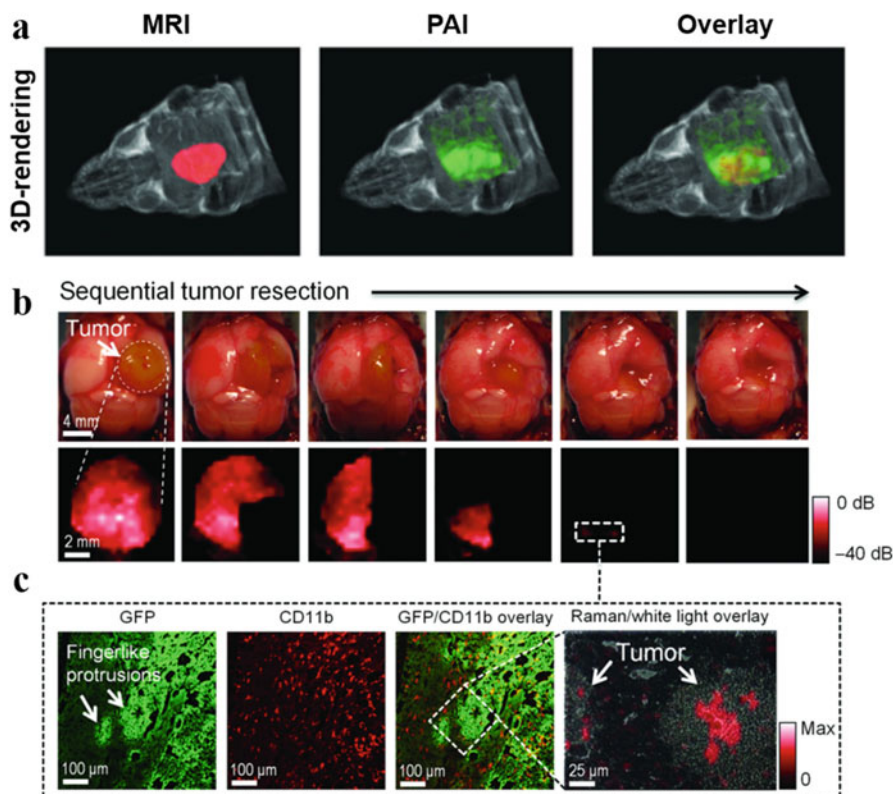 a
MRI PAI Overlay
3D-rendering
b
Sequential tumor resection
Tumor
4 mm
2 mm
0 dB
–40 dB
c
GFP CD11b GFP/CD11b overlay Raman/white light overlay
Fingerlike
protrusions
Tumor
Max
0
100 µm 100 µm 100 µm 25 µm